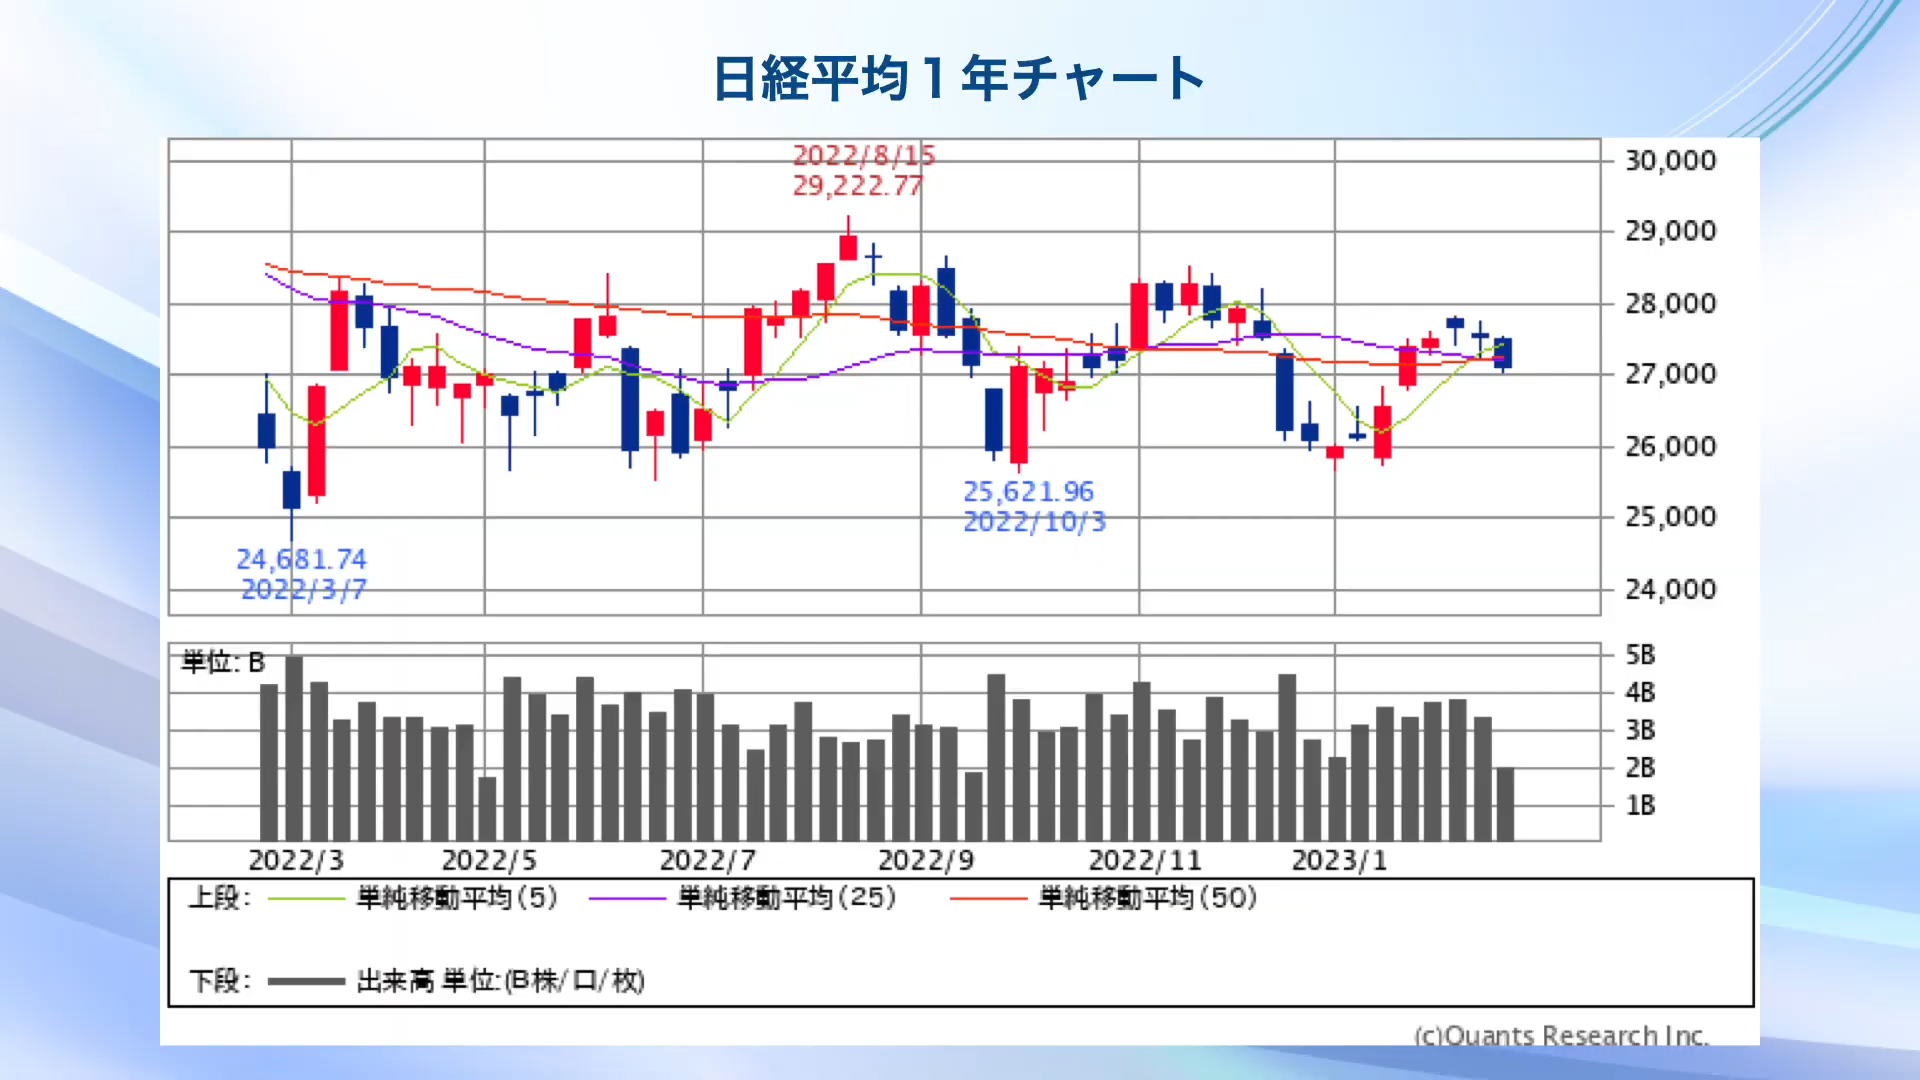 日経平均１年チャート
2022/8/15
29,222.77
30,000
29,000
28,000
27,000
26,000
25,000
24,000
25,621.96
2022/10/3
24,681.74
2022/3/7
単位: B
5B
4B
3B
2B
1B
2022/3 2022/5 2022/7 2022/9 2022/11 2023/1
上段: 単純移動平均(5) 単純移動平均(25) 単純移動平均(50)
下段: 出来高 単位:(B株/口/枚)
(c)Quants Research Inc.